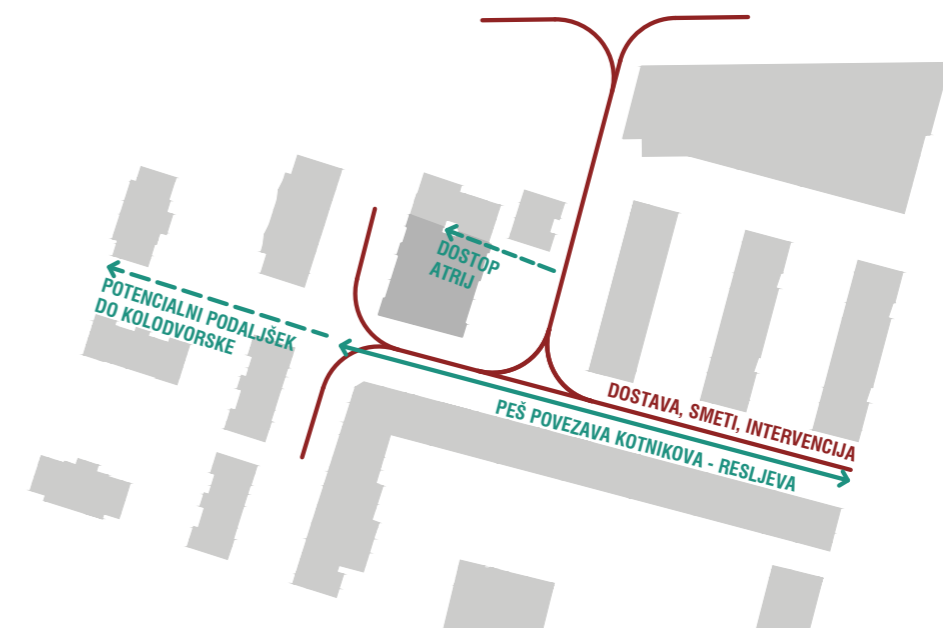 DOSTOP
ATRIJ
POTENCIALNI PODALJŠEK
DO KOLODVORSKE
DOSTAVA, SMETI, INTERVENCIJA
PEŠ POVEZAVA KOTNIKOVA - RESLJEVA